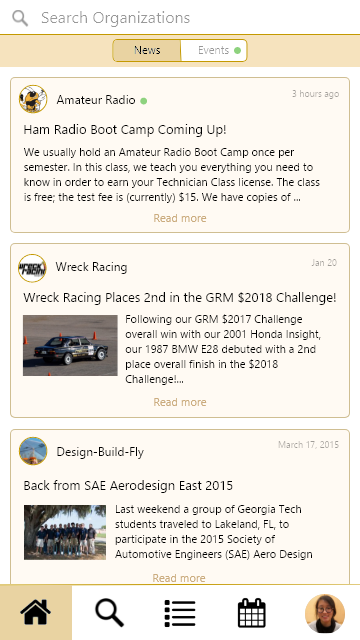 Search Organizations
News
Events
Amateur Radio
3 hours ago
Ham Radio Boot Camp Coming Up!
We usually hold an Amateur Radio Boot Camp once per
semester. In this class, we teach you everything you need to
know in order to earn your Technician Class license. The class
is free; the test fee is (currently) $15. We have copies of ...
Read more
Wreck Racing
Jan 20
Wreck Racing Places 2nd in the GRM $2018 Challenge!
Following our GRM $2017 Challenge
overall win with our 2001 Honda Insight,
our 1987 BMW E28 debuted with a 2nd
place overall finish in the $2018
Challenge!...
Read more
Design-Build-Fly
March 17, 2015
Back from SAE Aerodesign East 2015
Last weekend a group of Georgia Tech
students traveled to Lakeland, FL, to
participate in the 2015 Society of
Automotive Engineers (SAE) Aero Design
Read more